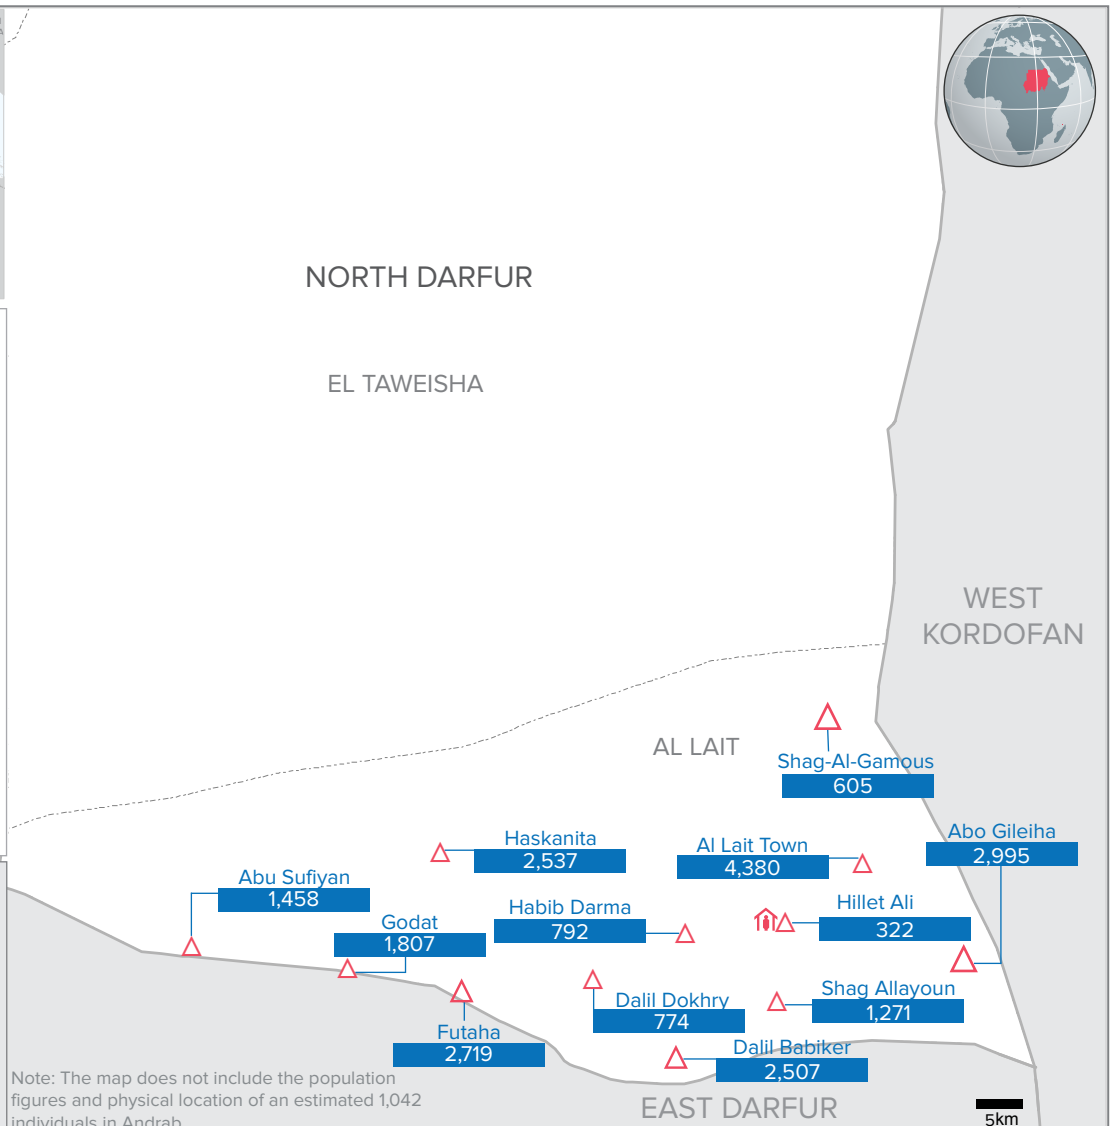 NORTH DARFUR
EL TAWEISHA
WEST
KORDOFAN
AL LAIT
Shag-Al-Gamous
605
Abo Gileiha
2,995
Haskanita
2,537
Al Lait Town
4,380
Abu Sufiyan
1,458
Hillet Ali
322
Habib Darma
792
Godat
1,807
Shag Allayoun
1,271
Dalil Dokhry
774
Futaha
2,719
Dalil Babiker
2,507
Note: The map does not include the population
figures and physical location of an estimated 1,042
individuals in Andrab
EAST DARFUR
5km